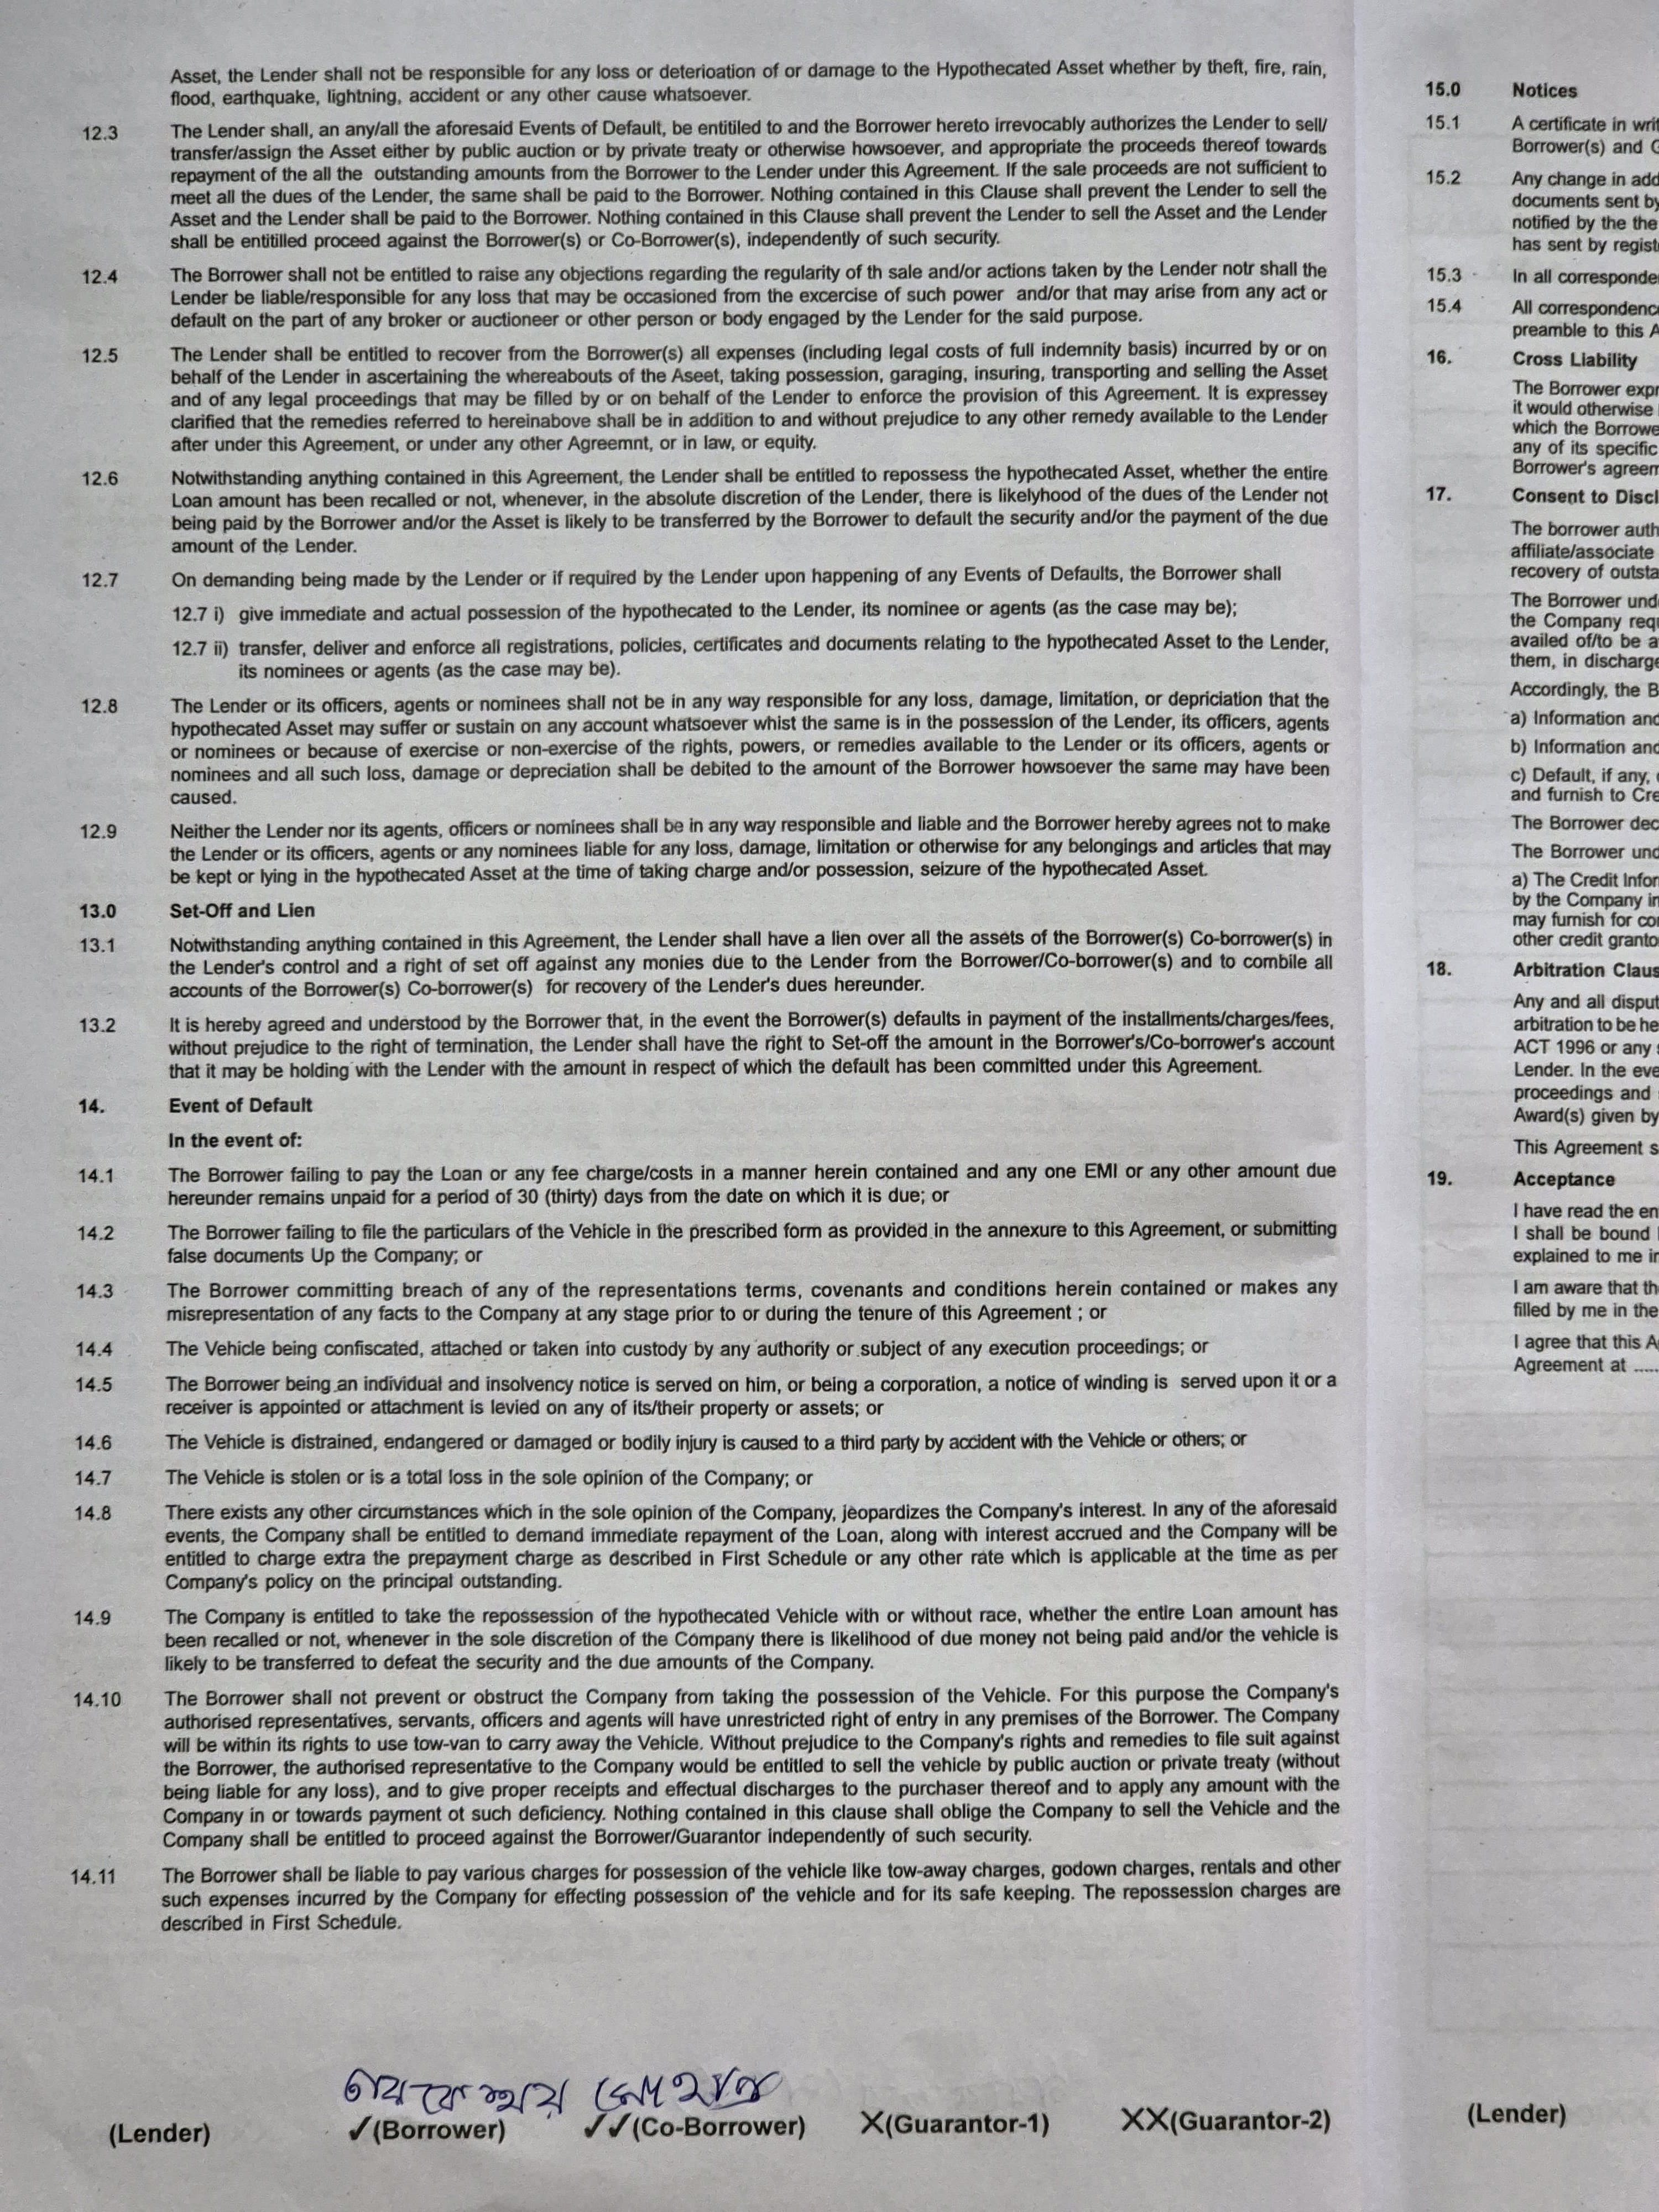 Asset, the Lender shall not be responsible for any loss or deterioation of or damage to the Hypothecated Asset whether by theft, fire, rain,
flood, earthquake, lightning, accident or any other cause whatsoever.
12.3 The Lender shall, an any/all the aforesaid Events of Default, be entitiled to and the Borrower hereto irrevocably authorizes the Lender to sell/
transfer/assign the Asset either by public auction or by private treaty or otherwise howsoever, and appropriate the proceeds thereof towards
repayment of the all the outstanding amounts from the Borrower to the Lender under this Agreement. If the sale proceeds are not sufficient to
meet all the dues of the Lender, the same shall be paid to the Borrower. Nothing contained in this Clause shall prevent the Lender to sell the
Asset and the Lender shall be paid to the Borrower. Nothing contained in this Clause shall prevent the Lender to sell the Asset and the Lender
shall be entitilled proceed against the Borrower(s) or Co-Borrower(s), independently of such security.
12.4 The Borrower shall not be entitled to raise any objections regarding the regularity of th sale and/or actions taken by the Lender notr shall the
Lender be liable/responsible for any loss that may be occasioned from the excercise of such power and/or that may arise from any act or
default on the part of any broker or auctioneer or other person or body engaged by the Lender for the said purpose.
12.5 The Lender shall be entitled to recover from the Borrower(s) all expenses (including legal costs of full indemnity basis) incurred by or on
behalf of the Lender in ascertaining the whereabouts of the Aseet, taking possession, garaging, insuring, transporting and selling the Asset
and of any legal proceedings that may be filled by or on behalf of the Lender to enforce the provision of this Agreement. It is expressey
clarified that the remedies referred to hereinabove shall be in addition to and without prejudice to any other remedy available to the Lender
after under this Agreement, or under any other Agreemnt, or in law, or equity.
12.6 Notwithstanding anything contained in this Agreement, the Lender shall be entitled to repossess the hypothecated Asset, whether the entire
Loan amount has been recalled or not, whenever, in the absolute discretion of the Lender, there is likelyhood of the dues of the Lender not
being paid by the Borrower and/or the Asset is likely to be transferred by the Borrower to default the security and/or the payment of the due
amount of the Lender.
12.7 On demanding being made by the Lender or if required by the Lender upon happening of any Events of Defaults, the Borrower shall
12.7 i) give immediate and actual possession of the hypothecated to the Lender, its nominee or agents (as the case may be);
12.7 ii) transfer, deliver and enforce all registrations, policies, certificates and documents relating to the hypothecated Asset to the Lender,
its nominees or agents (as the case may be).
12.8 The Lender or its officers, agents or nominees shall not be in any way responsible for any loss, damage, limitation, or depriciation that the
hypothecated Asset may suffer or sustain on any account whatsoever whist the same is in the possession of the Lender, its officers, agents
or nominees or because of exercise or non-exercise of the rights, powers, or remedies available to the Lender or its officers, agents or
nominees and all such loss, damage or depreciation shall be debited to the amount of the Borrower howsoever the same may have been
caused.
12.9 Neither the Lender nor its agents, officers or nominees shall be in any way responsible and liable and the Borrower hereby agrees not to make
the Lender or its officers, agents or any nominees liable for any loss, damage, limitation or otherwise for any belongings and articles that may
be kept or lying in the hypothecated Asset at the time of taking charge and/or possession, seizure of the hypothecated Asset.
13.0 Set-Off and Lien
13.1 Notwithstanding anything contained in this Agreement, the Lender shall have a lien over all the assets of the Borrower(s) Co-borrower(s) in
the Lender's control and a right of set off against any monies due to the Lender from the Borrower/Co-borrower(s) and to combile all
accounts of the Borrower(s) Co-borrower(s) for recovery of the Lender's dues hereunder.
13.2 It is hereby agreed and understood by the Borrower that, in the event the Borrower(s) defaults in payment of the installments/charges/fees,
without prejudice to the right of termination, the Lender shall have the right to Set-off the amount in the Borrower's/Co-borrower's account
that it may be holding with the Lender with the amount in respect of which the default has been committed under this Agreement.
14. Event of Default
In the event of:
14.1 The Borrower failing to pay the Loan or any fee charge/costs in a manner herein contained and any one EMI or any other amount due
hereunder remains unpaid for a period of 30 (thirty) days from the date on which it is due; or
14.2 The Borrower failing to file the particulars of the Vehicle in the prescribed form as provided in the annexure to this Agreement, or submitting
false documents Up the Company; or
14.3 The Borrower committing breach of any of the representations terms, covenants and conditions herein contained or makes any
misrepresentation of any facts to the Company at any stage prior to or during the tenure of this Agreement ; or
14.4 The Vehicle being confiscated, attached or taken into custody by any authority or subject of any execution proceedings; or
14.5 The Borrower being an individual and insolvency notice is served on him, or being a corporation, a notice of winding is served upon it or a
receiver is appointed or attachment is levied on any of its/their property or assets; or
14.6 The Vehicle is distrained, endangered or damaged or bodily injury is caused to a third party by accident with the Vehicle or others; or
14.7 The Vehicle is stolen or is a total loss in the sole opinion of the Company; or
14.8 There exists any other circumstances which in the sole opinion of the Company, jeopardizes the Company's interest. In any of the aforesaid
events, the Company shall be entitled to demand immediate repayment of the Loan, along with interest accrued and the Company will be
entitled to charge extra the prepayment charge as described in First Schedule or any other rate which is applicable at the time as per
Company's policy on the principal outstanding.
14.9 The Company is entitled to take the repossession of the hypothecated Vehicle with or without race, whether the entire Loan amount has
been recalled or not, whenever in the sole discretion of the Company there is likelihood of due money not being paid and/or the vehicle is
likely to be transferred to defeat the security and the due amounts of the Company.
14.10 The Borrower shall not prevent or obstruct the Company from taking the possession of the Vehicle. For this purpose the Company's
authorised representatives, servants, officers and agents will have unrestricted right of entry in any premises of the Borrower. The Company
will be within its rights to use tow-van to carry away the Vehicle. Without prejudice to the Company's rights and remedies to file suit against
the Borrower, the authorised representative to the Company would be entitled to sell the vehicle by public auction or private treaty (without
being liable for any loss), and to give proper receipts and effectual discharges to the purchaser thereof and to apply any amount with the
Company in or towards payment ot such deficiency. Nothing contained in this clause shall oblige the Company to sell the Vehicle and the
Company shall be entitled to proceed against the Borrower/Guarantor independently of such security.
14.11 The Borrower shall be liable to pay various charges for possession of the vehicle like tow-away charges, godown charges, rentals and other
such expenses incurred by the Company for effecting possession of the vehicle and for its safe keeping. The repossession charges are
described in First Schedule.
(Lender) ✓(Borrower) ✓✓(Co-Borrower) X(Guarantor-1) XX(Guarantor-2)
15.0 Notices
15.1 A certificate in writ
Borrower(s) and G
15.2 Any change in add
documents sent by
notified by the the
has sent by regist
15.3 In all corresponde
15.4 All correspondenc
preamble to this A
16. Cross Liability
The Borrower expr
it would otherwise
which the Borrowe
any of its specific
Borrower's agreem
17. Consent to Discl
The borrower auth
affiliate/associate
recovery of outsta
The Borrower und
the Company requ
availed of/to be a
them, in discharge
Accordingly, the B
a) Information and
b) Information and
c) Default, if any,
and furnish to Cre
The Borrower dec
The Borrower und
a) The Credit Infor
by the Company in
may furnish for co
other credit granto
18. Arbitration Claus
Any and all disput
arbitration to be he
ACT 1996 or any
Lender. In the eve
proceedings and
Award(s) given by
This Agreement s
19. Acceptance
I have read the en
I shall be bound
explained to me in
I am aware that th
filled by me in the
I agree that this A
Agreement at .....
(Lender)